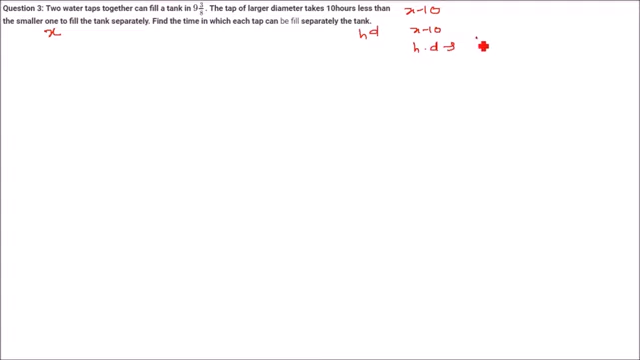 Question 3: Two water taps together can fill a tank in 9 3/8 . The tap of larger diameter takes 10hours less than
the smaller one to fill the tank separately. Find the time in which each tap can be fill separately the tank.
x-10
x
hd
x-10
h.d →